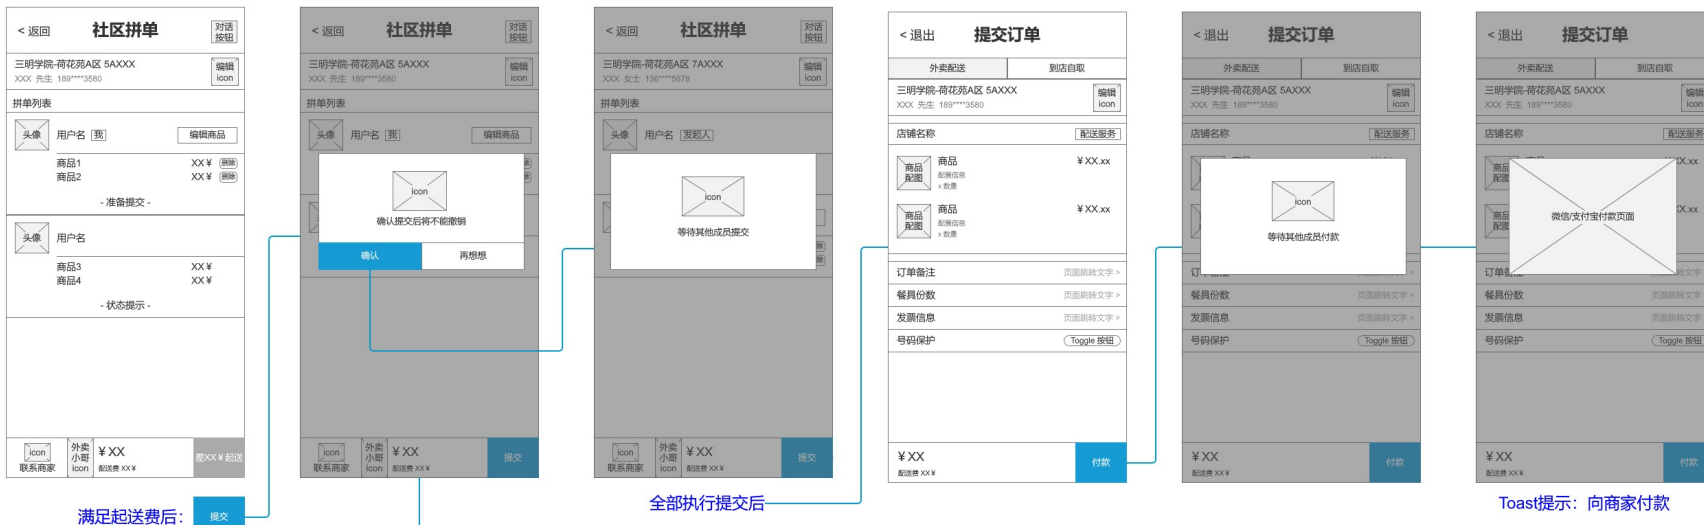 < 返回
社区拼单
对话
按钮
三明学院-荷花苑A区 5AXXX
XXX 先生 189****3580
编辑
icon
拼单列表
头像
用户名 我
编辑商品
商品1
XX ¥ 删除
商品2
XX ¥ 删除
- 准备提交 -
头像
用户名
商品3
XX ¥
商品4
XX ¥
- 状态提示 -
icon
联系商家
外卖
小哥
icon
¥ XX
配送费 XX ¥
差XX ¥ 起送
满足起送费后:
提交
< 返回
社区拼单
对话
按钮
三明学院-荷花苑A区 5AXXX
XXX 先生 189****3580
编辑
icon
拼单列表
头像
用户名 我
编辑商品
icon
确认提交后将不能撤销
确认
再想想
icon
联系商家
外卖
小哥
icon
¥ XX
配送费 XX ¥
提交
< 返回
社区拼单
对话
按钮
三明学院-荷花苑A区 7AXXX
XXX 女士 136****5678
编辑
icon
拼单列表
头像
用户名 发起人
icon
等待其他成员提交
icon
联系商家
外卖
小哥
icon
¥ XX
配送费 XX ¥
提交
全部执行提交后
< 退出
提交订单
外卖配送
到店自取
三明学院-荷花苑A区 5AXXX
XXX 先生 189****3580
编辑
icon
店铺名称
配送服务
商品
配图
商品
¥ XX.xx
配置信息
x 数量
商品
配图
商品
¥ XX.xx
配置信息
x 数量
订单备注
页面跳转文字 >
餐具份数
页面跳转文字 >
发票信息
页面跳转文字 >
号码保护
Toggle 按钮
¥ XX
配送费 XX ¥
付款
< 退出
提交订单
外卖配送
到店自取
三明学院-荷花苑A区 5AXXX
XXX 先生 189****3580
编辑
icon
店铺名称
配送服务
icon
等待其他成员付款
餐具份数
页面跳转文字 >
发票信息
页面跳转文字 >
号码保护
Toggle 按钮
¥ XX
配送费 XX ¥
付款
< 退出
提交订单
外卖配送
到店自取
三明学院-荷花苑A区 5AXXX
XXX 先生 189****3580
编辑
icon
店铺名称
配送服务
微信/支付宝付款页面
餐具份数
页面跳转文字
发票信息
页面跳转文字
号码保护
Toggle 按钮
¥ XX
配送费 XX ¥
付款
Toast提示:向商家付款